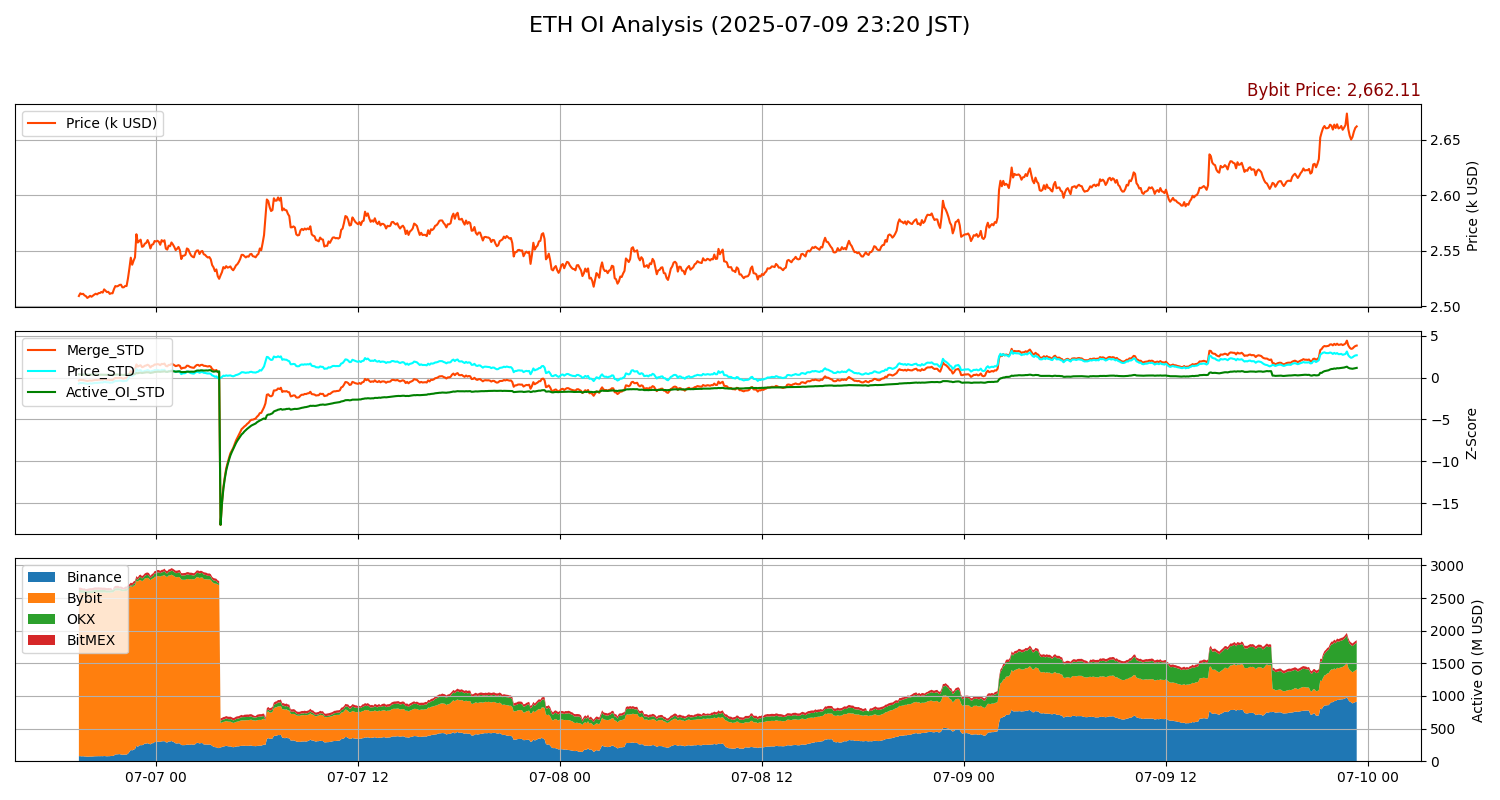 ETH OI Analysis (2025-07-09 23:20 JST)
Bybit Price: 2,662.11
Price (k USD)
2.65
2.60
2.55
2.50
Price (k USD)
Merge_STD
Price_STD
Active_OI_STD
5
0
−5
−10
−15
Z-Score
Binance
Bybit
OKX
BitMEX
3000
2500
2000
1500
1000
500
0
Active OI (M USD)
07-07 00
07-07 12
07-08 00
07-08 12
07-09 00
07-09 12
07-10 00